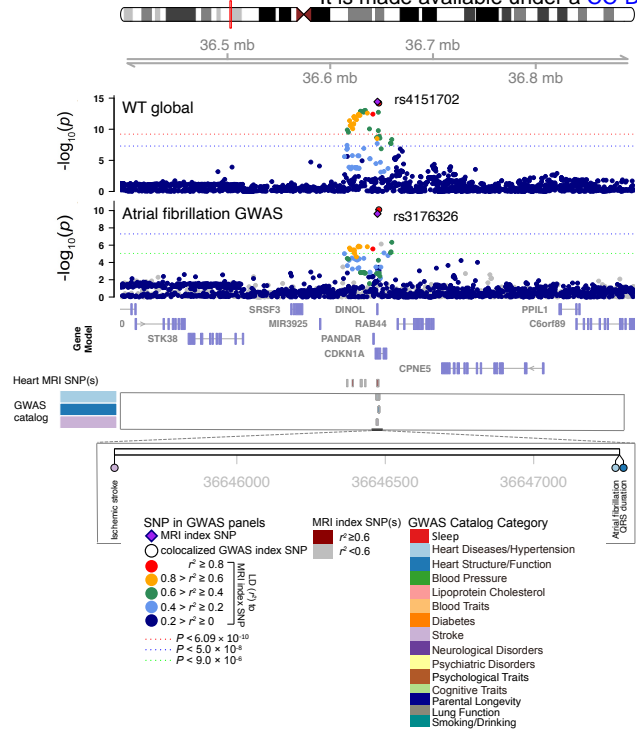 It is made available under a CC-B
36.5 mb
36.7 mb
36.6 mb
36.8 mb
WT global
rs4151702
-log10(p)
15
10
5
0
Atrial fibrillation GWAS
rs3176326
-log10(p)
10
8
6
4
2
0
Gene Model
SRSF3
DINOL
PPIL1
0
MIR3925
RAB44
C6orf89
STK38
PANDAR
CDKN1A
CPNE5
Heart MRI SNP(s)
GWAS catalog
36646000
36646500
36647000
Ischemic stroke
Atrial fibrillation
QRS duration
SNP in GWAS panels
MRI index SNP
colocalized GWAS index SNP
r² ≥ 0.8
0.8 > r² ≥ 0.6
0.6 > r² ≥ 0.4
0.4 > r² ≥ 0.2
0.2 > r² ≥ 0
LD (r²) to MRI index SNP
P < 6.09 × 10⁻¹⁰
P < 5.0 × 10⁻⁸
P < 9.0 × 10⁻⁶
MRI index SNP(s)
r² ≥0.6
r² <0.6
GWAS Catalog Category
Sleep
Heart Diseases/Hypertension
Heart Structure/Function
Blood Pressure
Lipoprotein Cholesterol
Blood Traits
Diabetes
Stroke
Neurological Disorders
Psychiatric Disorders
Psychological Traits
Cognitive Traits
Parental Longevity
Lung Function
Smoking/Drinking